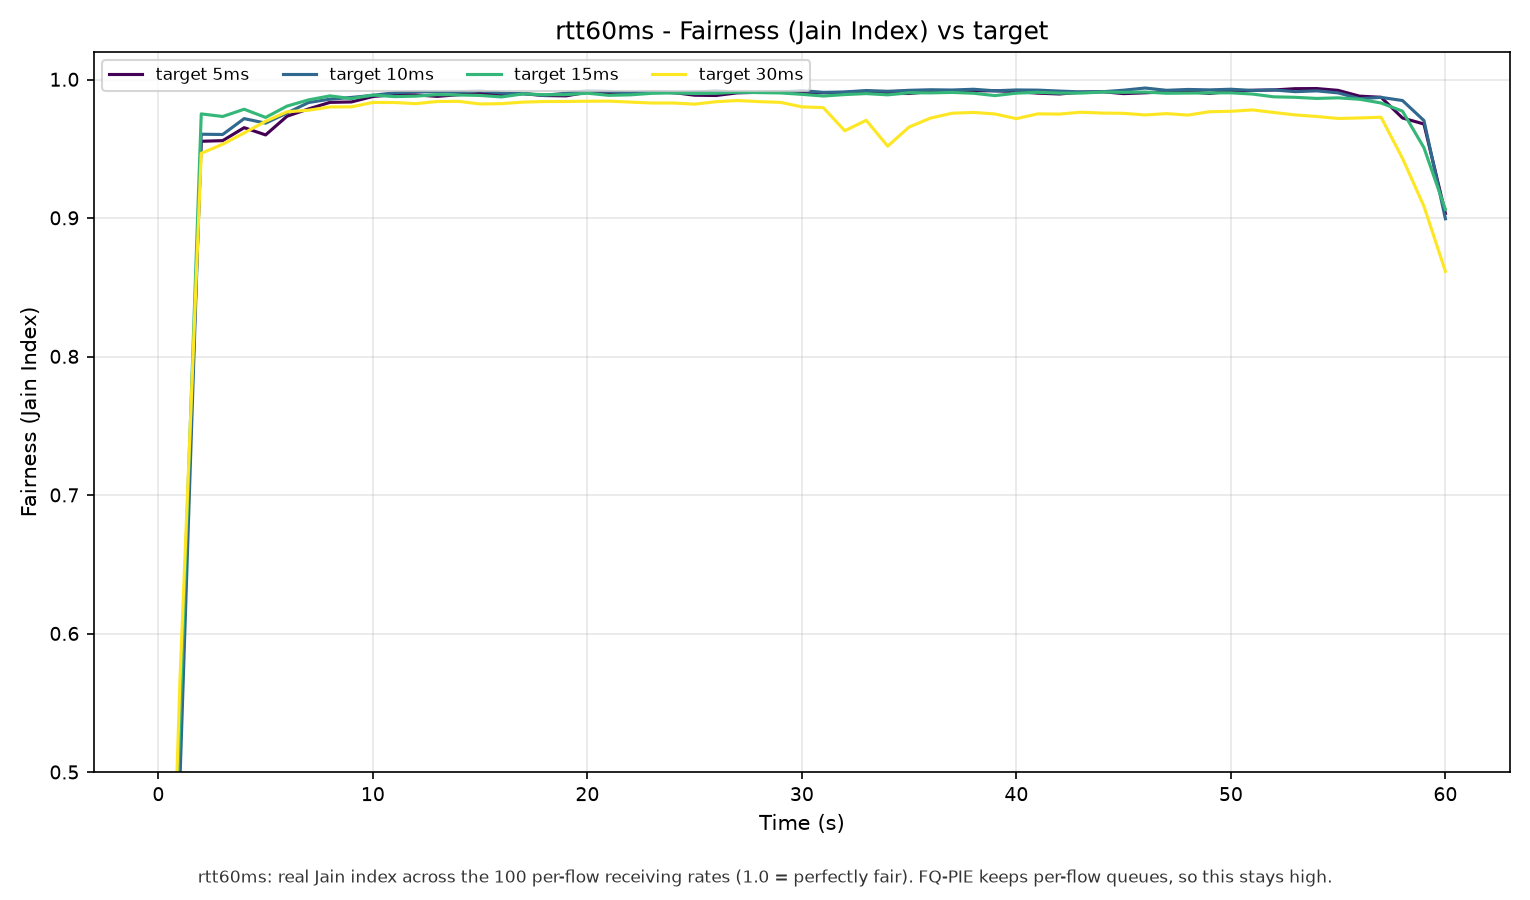 rtt60ms - Fairness (Jain Index) vs target
target 5ms
target 10ms
target 15ms
target 30ms
Fairness (Jain Index)
1.0
0.9
0.8
0.7
0.6
0.5
0 10 20 30 40 50 60
Time (s)
rtt60ms: real Jain index across the 100 per-flow receiving rates (1.0 = perfectly fair). FQ-PIE keeps per-flow queues, so this stays high.